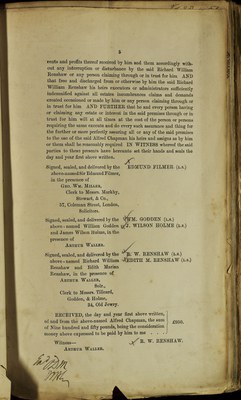 5
rents and profits thereof received by him and them accordingly with-
out any interruption or disturbance by the said Richard William
Renshaw or any person claiming through or in trust for him AND
that free and discharged from or otherwise by him the said Richard
William Renshaw his heirs executors or administrators sufficiently
indemnified against all estates incumbrances claims and demands
created occasioned or made by him or any person claiming through or
in trust for him AND FURTHER that he and every person having
or claiming any estate or interest in the said premises through or in
trust for him will at all times at the cost of the person or persons
requiring the same execute and do every such assurance and thing for
the further or more perfectly assuring all or any of the said premises
to the use of the said Alfred Chapman his heirs and assigns as by him
or them shall be reasonably required IN WITNESS whereof the said
parties to these presents have hereunto set their hands and seals the
day and year first above written.
Signed, sealed, and delivered by the
above-named Sir Edmund Filmer,
in the presence of
EDMUND FILMER. (L.S.)
GEO. WM. MILLER,
Clerk to Messrs. Markby,
Stewart, & Co.,
57, Coleman Street, London,
Solicitors.
Signed, sealed, and delivered by the
above-named William Godden
and James Wilson Holme, in the
presence of
WM. GODDEN (L.S.)
J. WILSON HOLME (L.S.)
ARTHUR WALLER.
Signed, sealed, and delivered by the
above-named Richard William
Renshaw and Edith Merian
Renshaw, in the presence of
R. W. RENSHAW (L.S.)
EDITH M. RENSHAW (L.S.)
ARTHUR WALLER,
Clerk to Messrs. Tilleard,
Godden, & Holme,
34, Old Jewry.
RECEIVED, the day and year first above written,
of and from the above-named Alfred Chapman, the sum
of Nine hundred and fifty pounds, being the consideration
money above expressed to be paid by him to me
£950.
Witness—
R. W. RENSHAW.
ARTHUR WALLER.